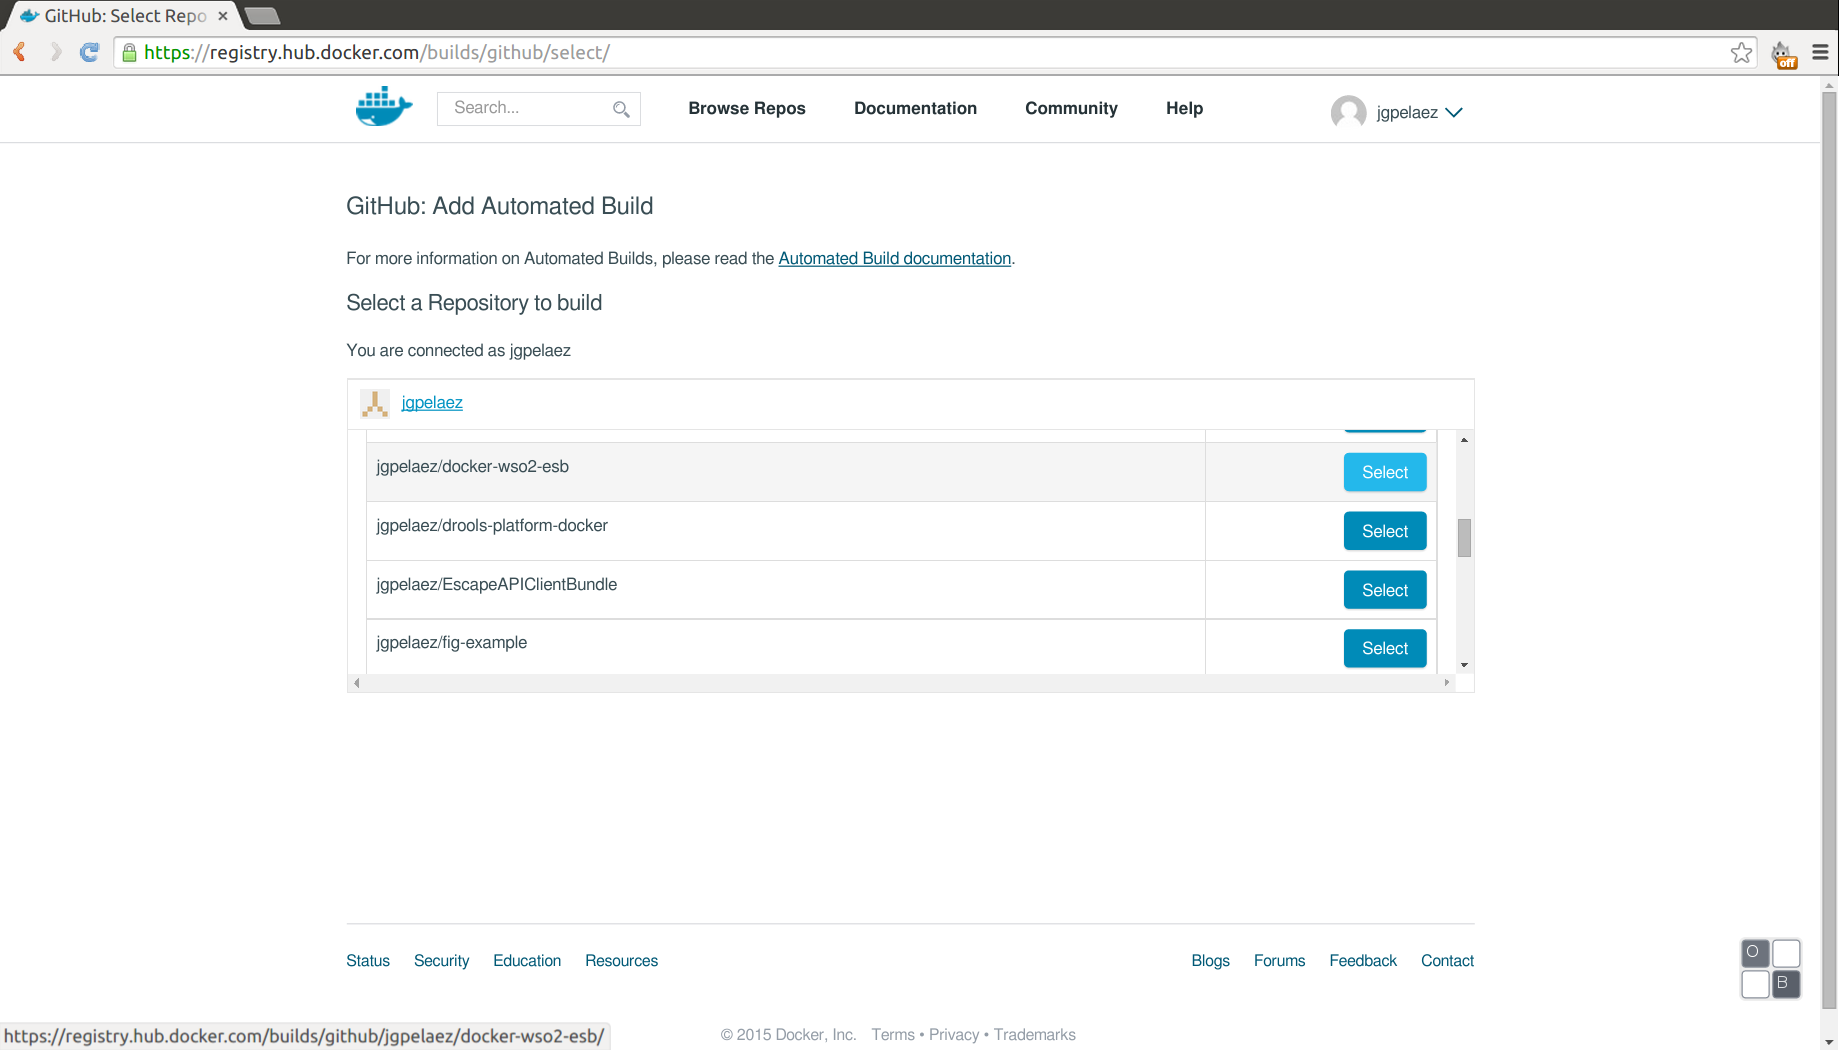 GitHub: Select Repo
https://registry.hub.docker.com/builds/github/select/
off
Search...
Browse Repos
Documentation
Community
Help
jgpelaez
GitHub: Add Automated Build
For more information on Automated Builds, please read the Automated Build documentation.
Select a Repository to build
You are connected as jgpelaez
jgpelaez
jgpelaez/docker-wso2-esb Select
jgpelaez/drools-platform-docker Select
jgpelaez/EscapeAPIClientBundle Select
jgpelaez/fig-example Select
Status Security Education Resources Blogs Forums Feedback Contact
O
B
https://registry.hub.docker.com/builds/github/jgpelaez/docker-wso2-esb/
© 2015 Docker, Inc. Terms • Privacy • Trademarks